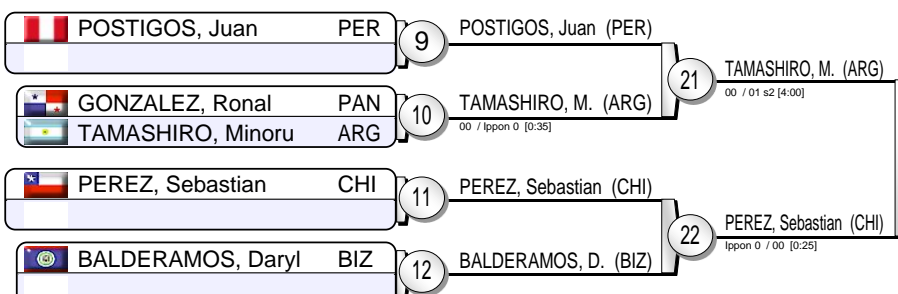 POSTIGOS, Juan PER
9
POSTIGOS, Juan (PER)
GONZALEZ, Ronal PAN
TAMASHIRO, Minoru ARG
10
TAMASHIRO, M. (ARG)
00 / Ippon 0 [0:35]
21
TAMASHIRO, M. (ARG)
00 / 01 s2 [4:00]
PEREZ, Sebastian CHI
11
PEREZ, Sebastian (CHI)
BALDERAMOS, Daryl BIZ
12
BALDERAMOS, D. (BIZ)
22
PEREZ, Sebastian (CHI)
Ippon 0 / 00 [0:25]